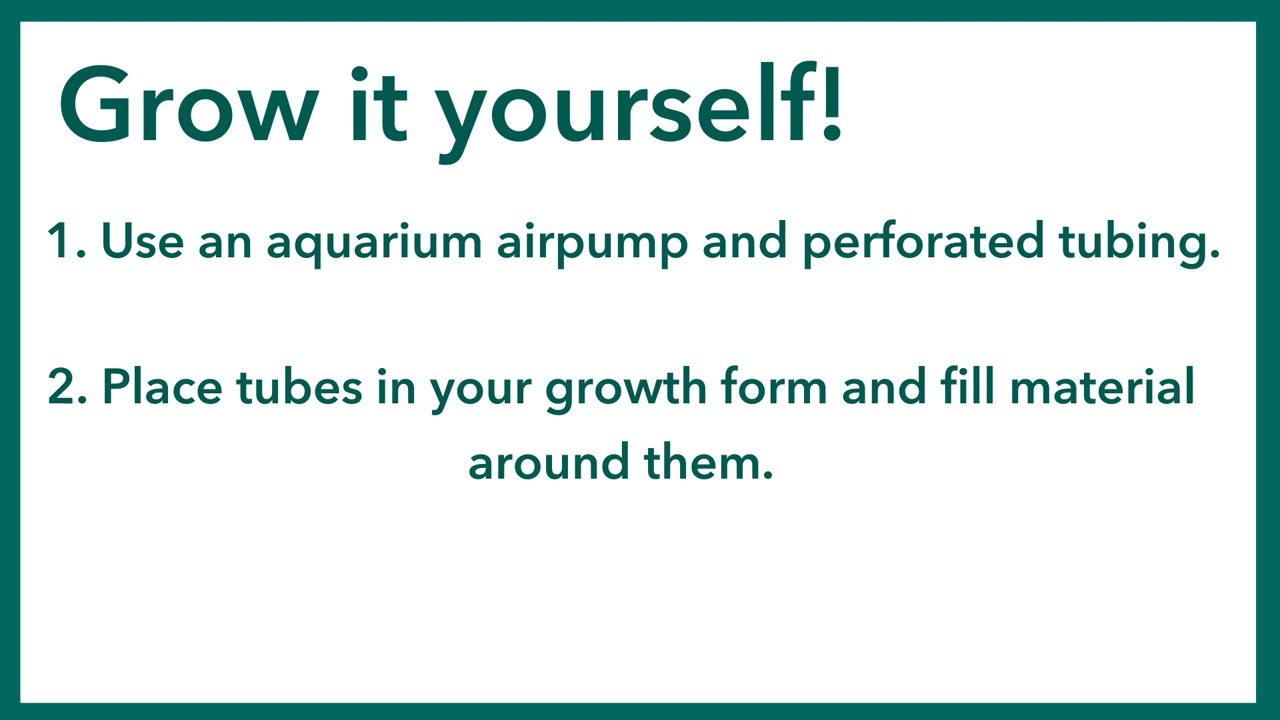 Grow it yourself!
1. Use an aquarium airpump and perforated tubing.
2. Place tubes in your growth form and fill material
around them.